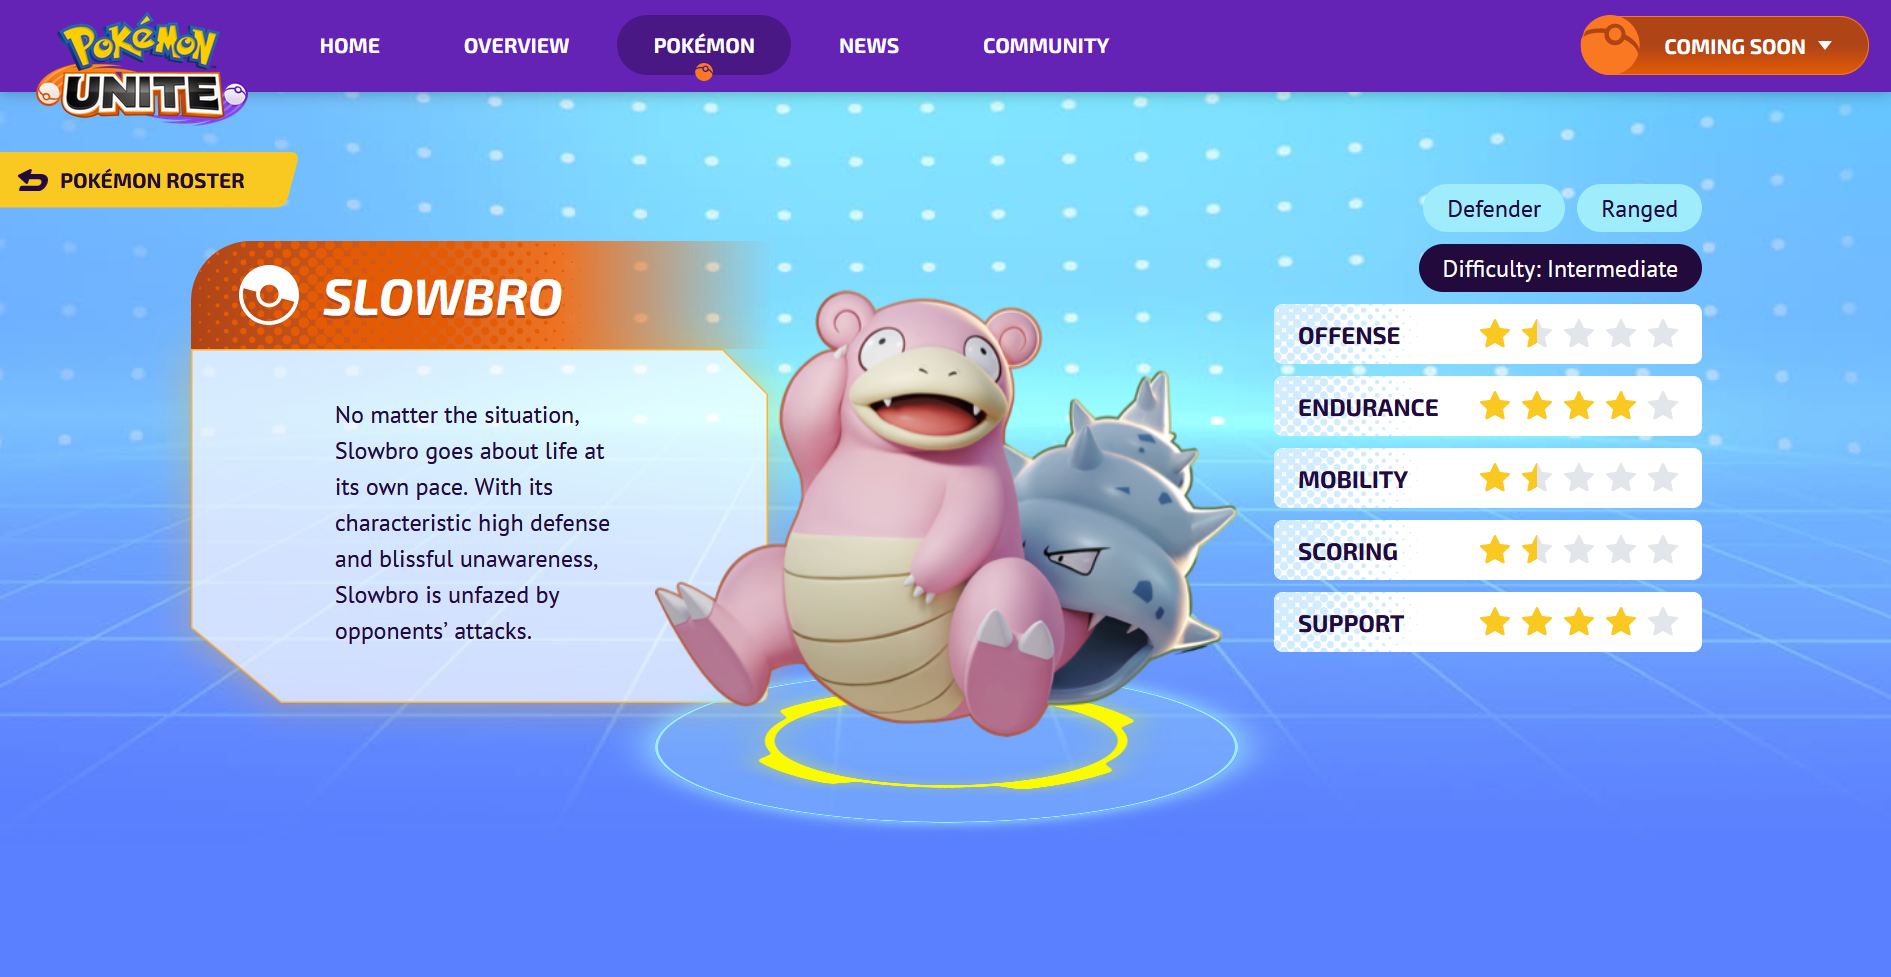 Pokémon
UNITE
HOME
OVERVIEW
POKÉMON
NEWS
COMMUNITY
COMING SOON
POKÉMON ROSTER
SLOWBRO
No matter the situation,
Slowbro goes about life at
its own pace. With its
characteristic high defense
and blissful unawareness,
Slowbro is unfazed by
opponents’ attacks.
Defender
Ranged
Difficulty: Intermediate
OFFENSE
ENDURANCE
MOBILITY
SCORING
SUPPORT